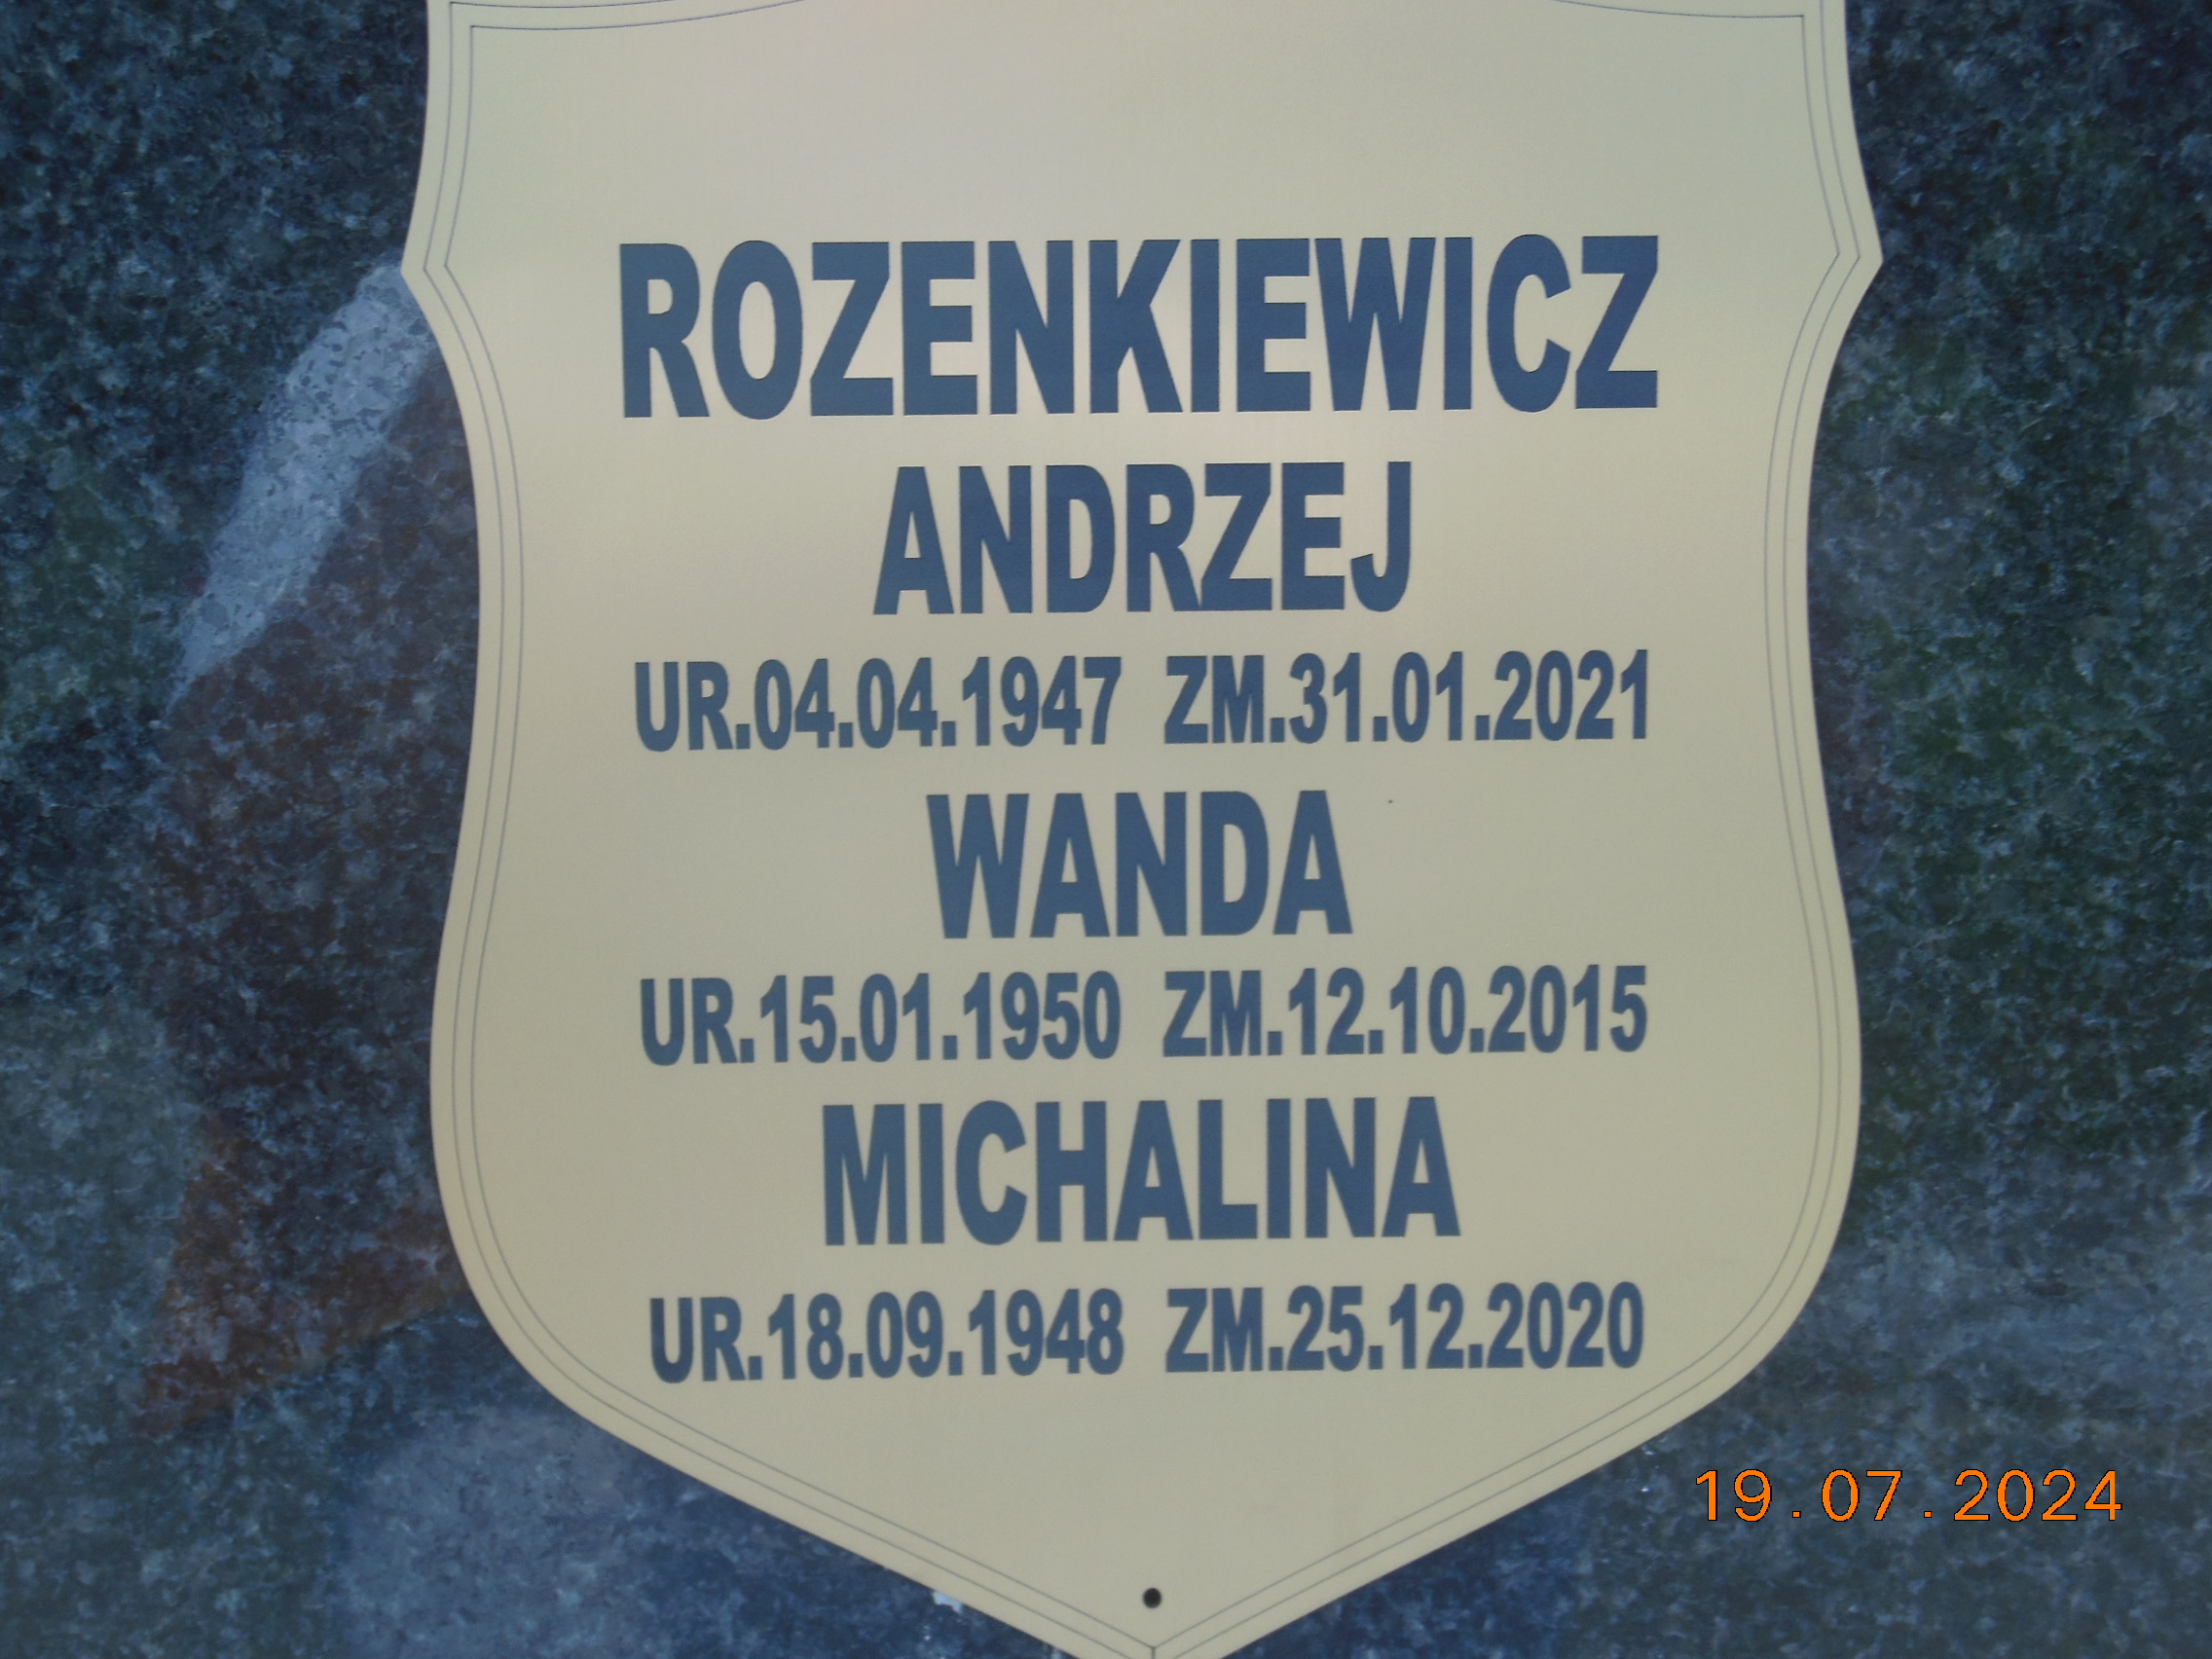 ROZENKIEWICZ
ANDRZEJ
UR.04.04.1947 ZM.31.01.2021
WANDA
UR.15.01.1950 ZM.12.10.2015
MICHALINA
UR.18.09.1948 ZM.25.12.2020
19.07.2024